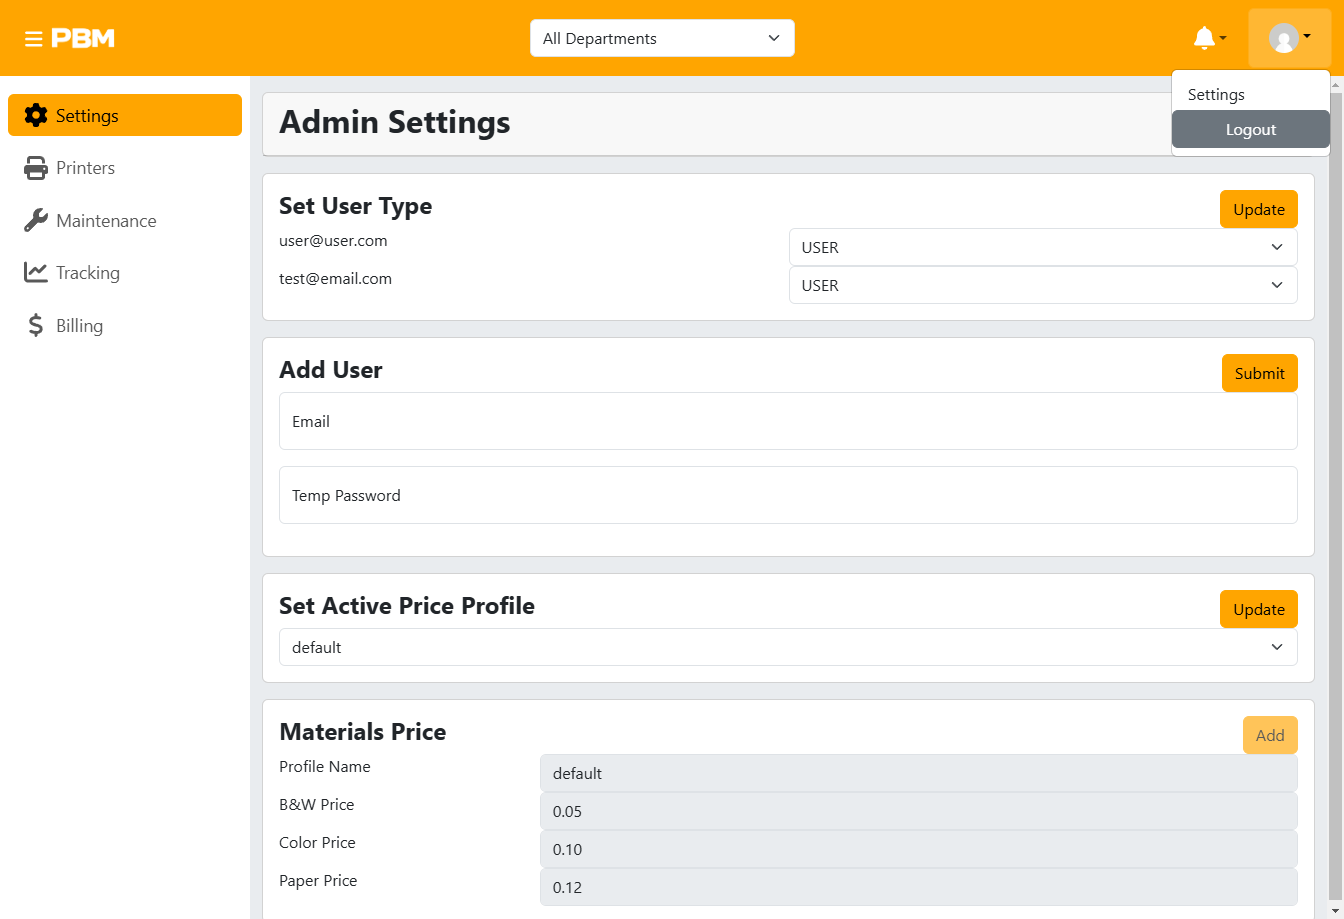 PBM
All Departments
Settings
Logout
Settings
Printers
Maintenance
Tracking
Billing
Admin Settings
Set User Type
Update
user@user.com
USER
test@email.com
USER
Add User
Submit
Email
Temp Password
Set Active Price Profile
Update
default
Materials Price
Add
Profile Name
default
B&W Price
0.05
Color Price
0.10
Paper Price
0.12